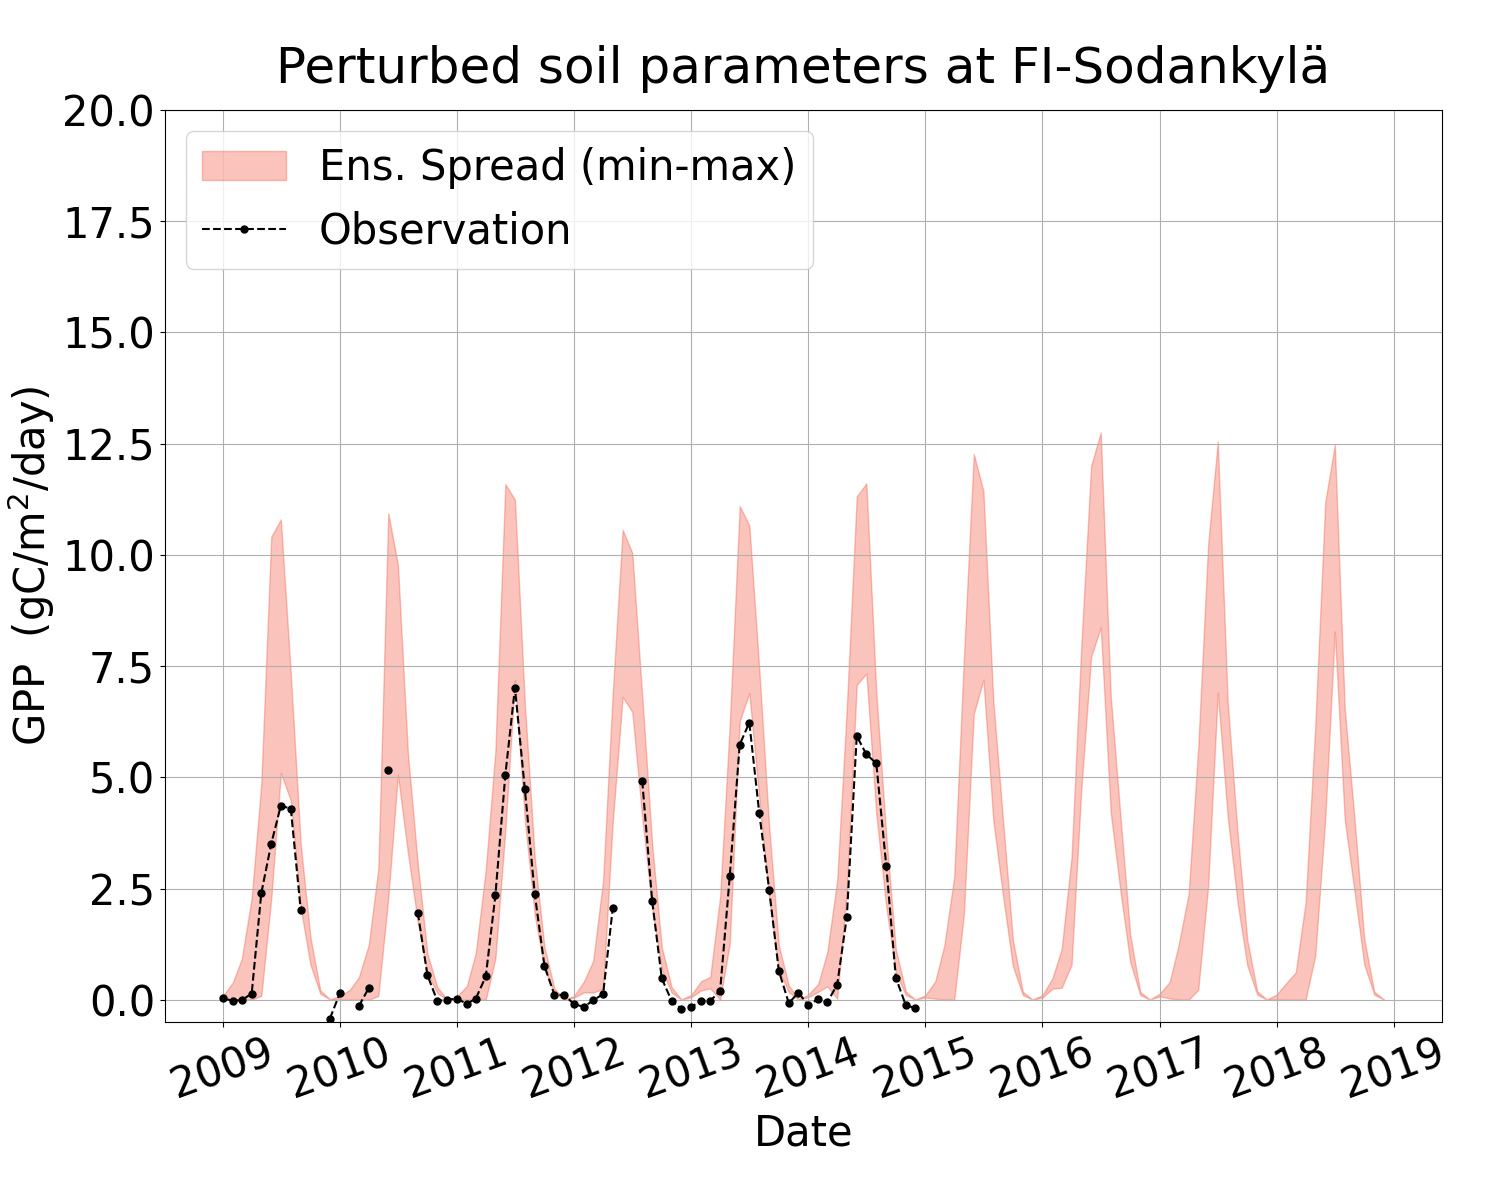 Perturbed soil parameters at FI-Sodankylä
20.0
17.5
15.0
12.5
10.0
7.5
5.0
2.5
0.0
GPP (gC/m²/day)
Ens. Spread (min-max)
Observation
2009 2010 2011 2012 2013 2014 2015 2016 2017 2018 2019
Date